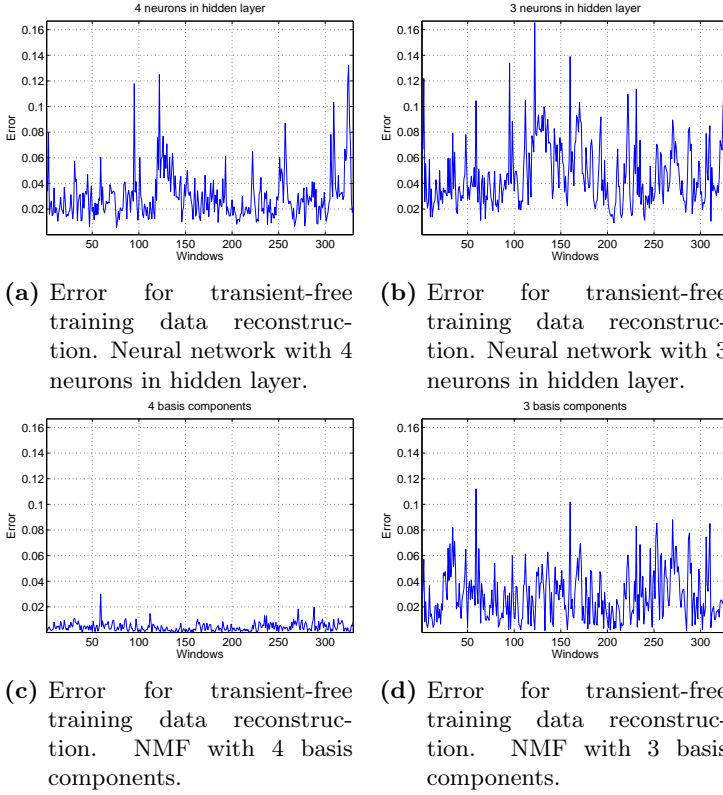 4 neurons in hidden layer
0.16
0.14
0.12
0.1
0.08
0.06
0.04
0.02
Error
50 100 150 200 250 300
Windows
(a) Error for transient-free
training data reconstruc-
tion. Neural network with 4
neurons in hidden layer.
3 neurons in hidden layer
0.16
0.14
0.12
0.1
0.08
0.06
0.04
0.02
Error
50 100 150 200 250 300
Windows
(b) Error for transient-free
training data reconstruc-
tion. Neural network with 3
neurons in hidden layer.
4 basis components
0.16
0.14
0.12
0.1
0.08
0.06
0.04
0.02
Error
50 100 150 200 250 300
Windows
(c) Error for transient-free
training data reconstruc-
tion. NMF with 4 basis
components.
3 basis components
0.16
0.14
0.12
0.1
0.08
0.06
0.04
0.02
Error
50 100 150 200 250 300
Windows
(d) Error for transient-free
training data reconstruc-
tion. NMF with 3 basis
components.